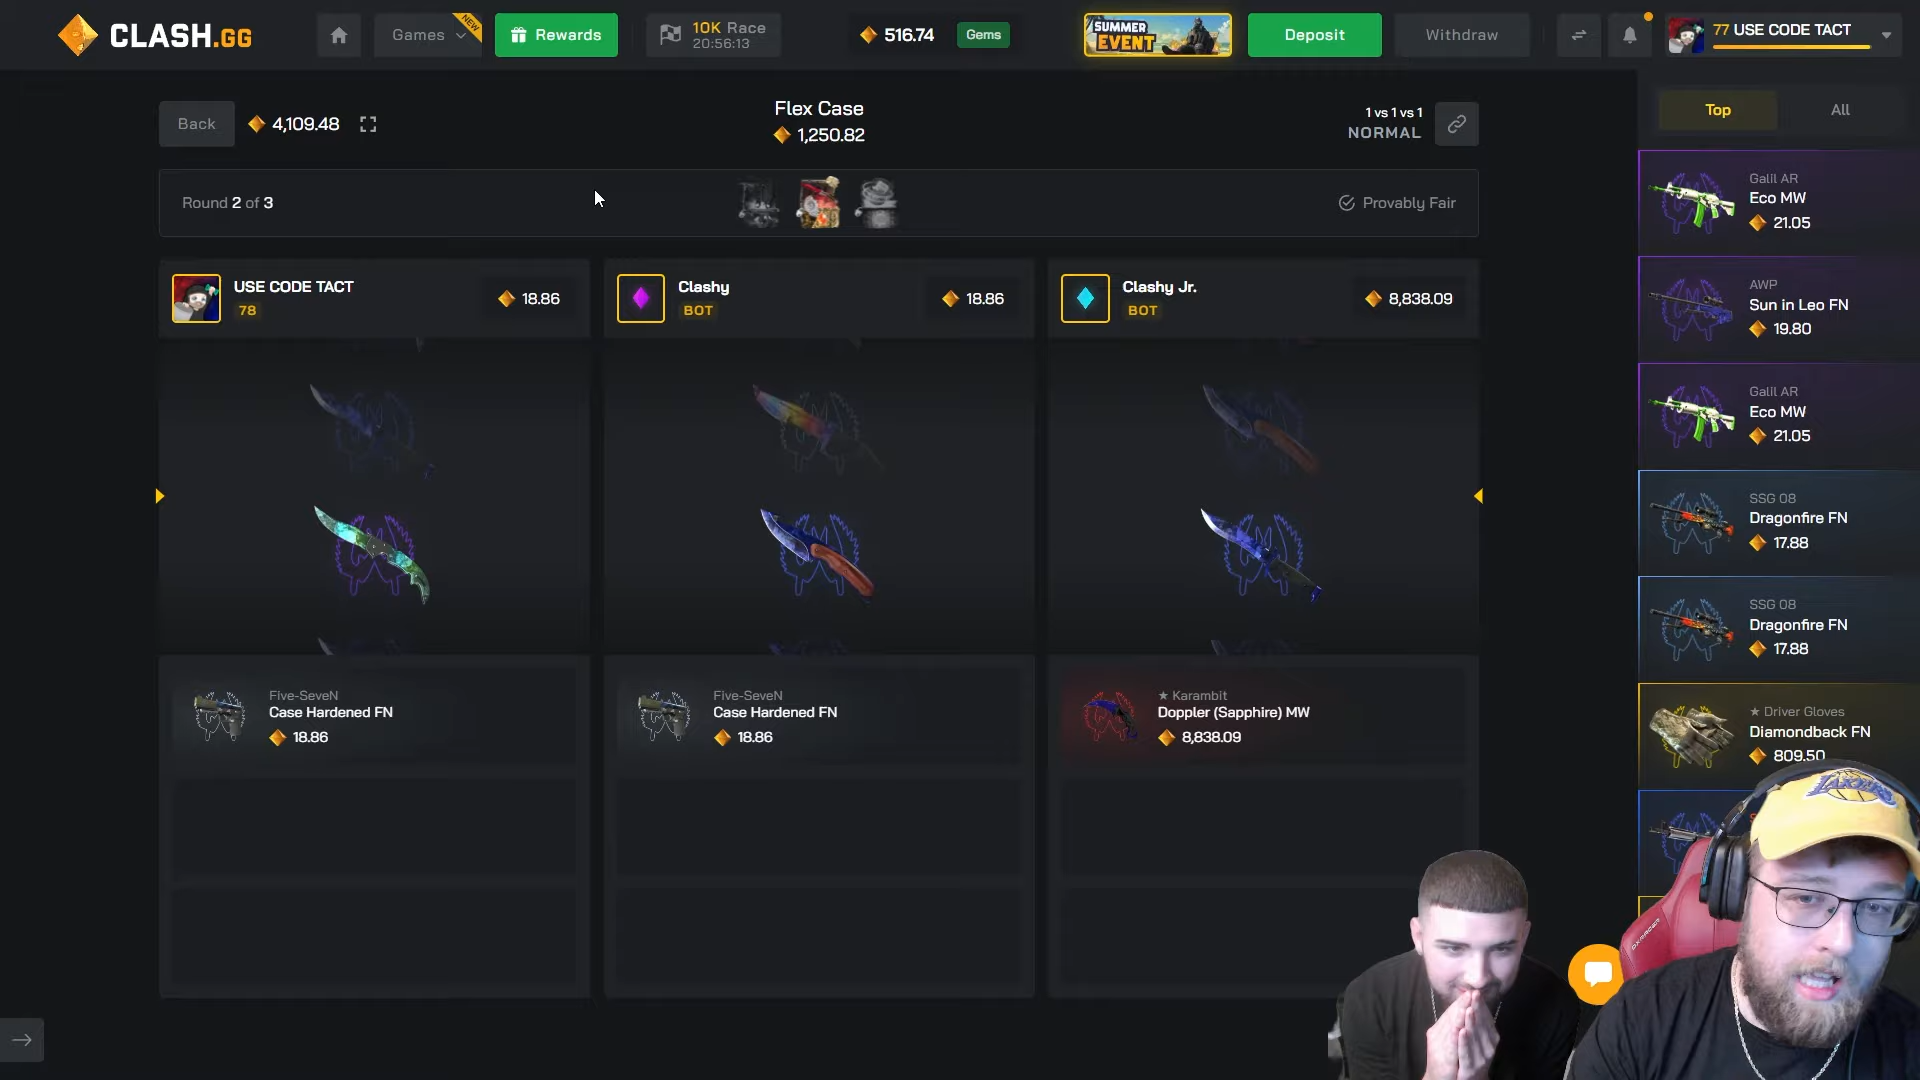 CLASH.GG
Games
NEW
Rewards
10K Race
20:56:13
516.74
Gems
SUMMER
EVENT
Deposit
Withdraw
77 USE CODE TACT
Back
4,109.48
Flex Case
1,250.82
1 vs 1 vs 1
NORMAL
Top
All
Round 2 of 3
Provably Fair
USE CODE TACT
78
18.86
Clashy
BOT
18.86
Clashy Jr.
BOT
8,838.09
Five-SeveN
Case Hardened FN
18.86
Five-SeveN
Case Hardened FN
18.86
★ Karambit
Doppler (Sapphire) MW
8,838.09
Galil AR
Eco MW
21.05
AWP
Sun in Leo FN
19.80
Galil AR
Eco MW
21.05
SSG 08
Dragonfire FN
17.88
SSG 08
Dragonfire FN
17.88
★ Driver Gloves
Diamondback FN
809.50
LAKERS
DXRACER